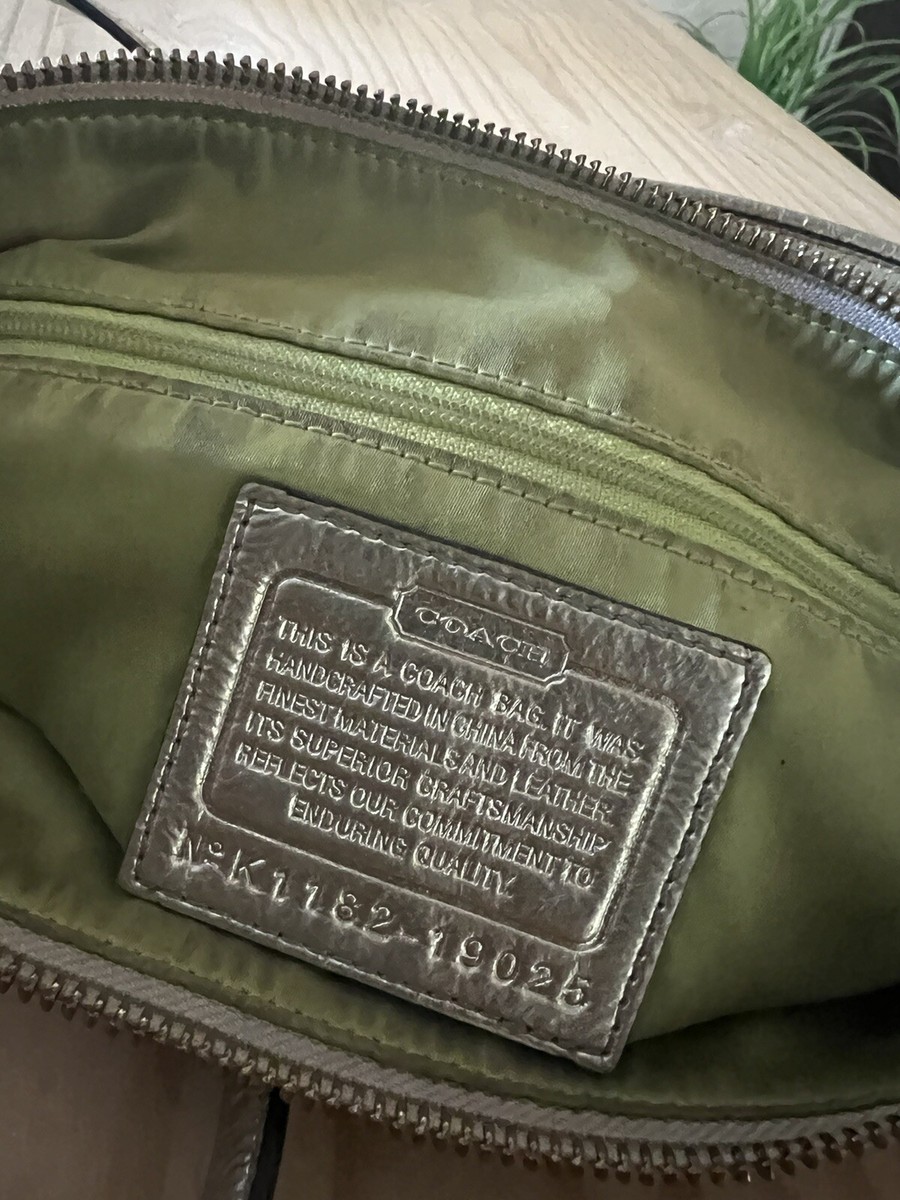 COACH
THIS IS A COACH BAG. IT WAS
HANDCRAFTED IN CHINA FROM THE
FINEST MATERIALS AND LEATHER.
ITS SUPERIOR CRAFTSMANSHIP
REFLECTS OUR COMMITMENT TO
ENDURING QUALITY.
Nº K1182-19025